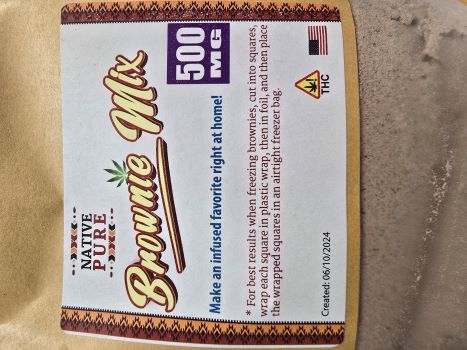 NATIVE
PURE
Brownie Mix
500
MG
Make an infused favorite right at home!
* For best results when freezing brownies, cut into squares,
wrap each square in plastic wrap, then in foil, and then place
the wrapped squares in an airtight freezer bag.
Created: 06/10/2024
THC